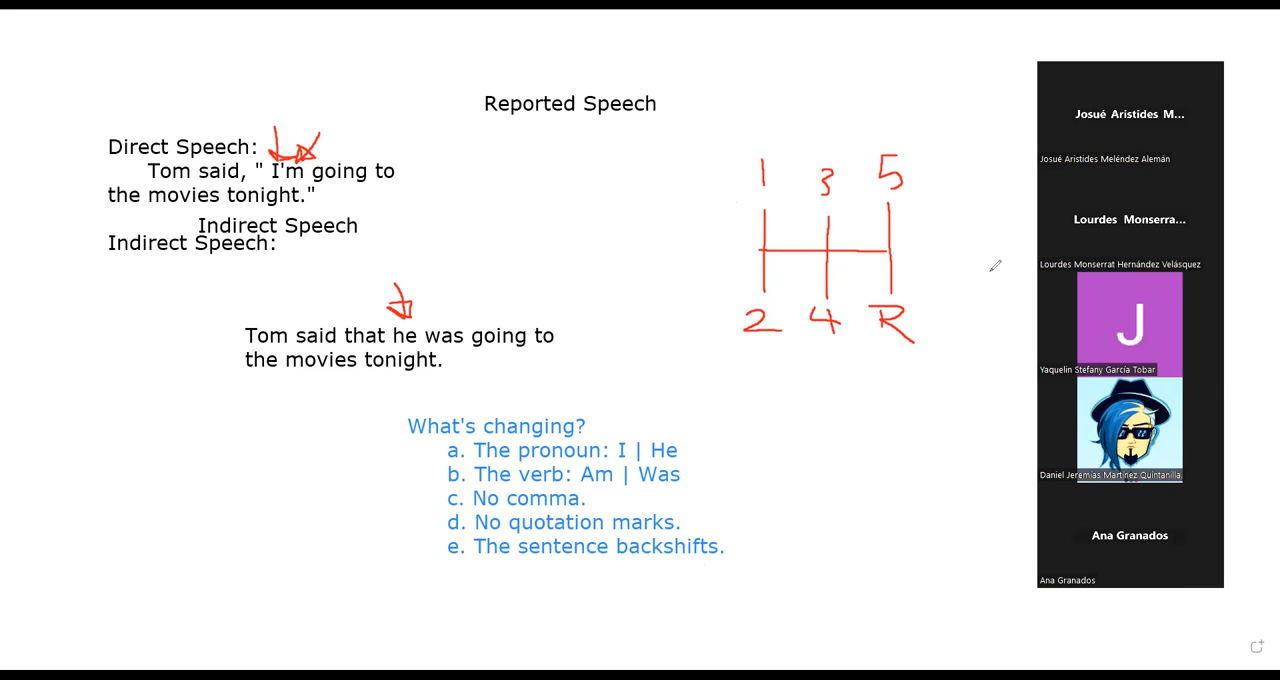 Reported Speech
Direct Speech:
Tom said, " I'm going to
the movies tonight."
Indirect Speech
Indirect Speech:
Tom said that he was going to
the movies tonight.
What's changing?
a. The pronoun: I | He
b. The verb: Am | Was
c. No comma.
d. No quotation marks.
e. The sentence backshifts.
1 3 5
2 4 R
Josué Aristides M...
Josué Aristides Meléndez Alemán
Lourdes Monserra...
Lourdes Monserrat Hernández Velásquez
J
Yaquelin Stefany García Tobar
Daniel Jeremias Martinez Quintanilla
Ana Granados
Ana Granados